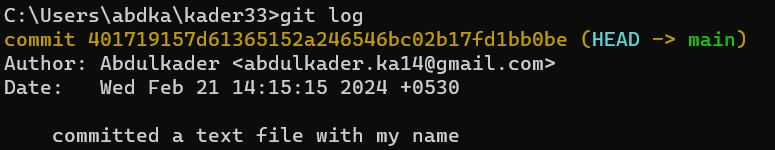 C:\Users\abdka\kader33>git log
commit 401719157d61365152a246546bc02b17fd1bb0be (HEAD -> main)
Author: Abdulkader <abdulkader.ka14@gmail.com>
Date:   Wed Feb 21 14:15:15 2024 +0530
committed a text file with my name